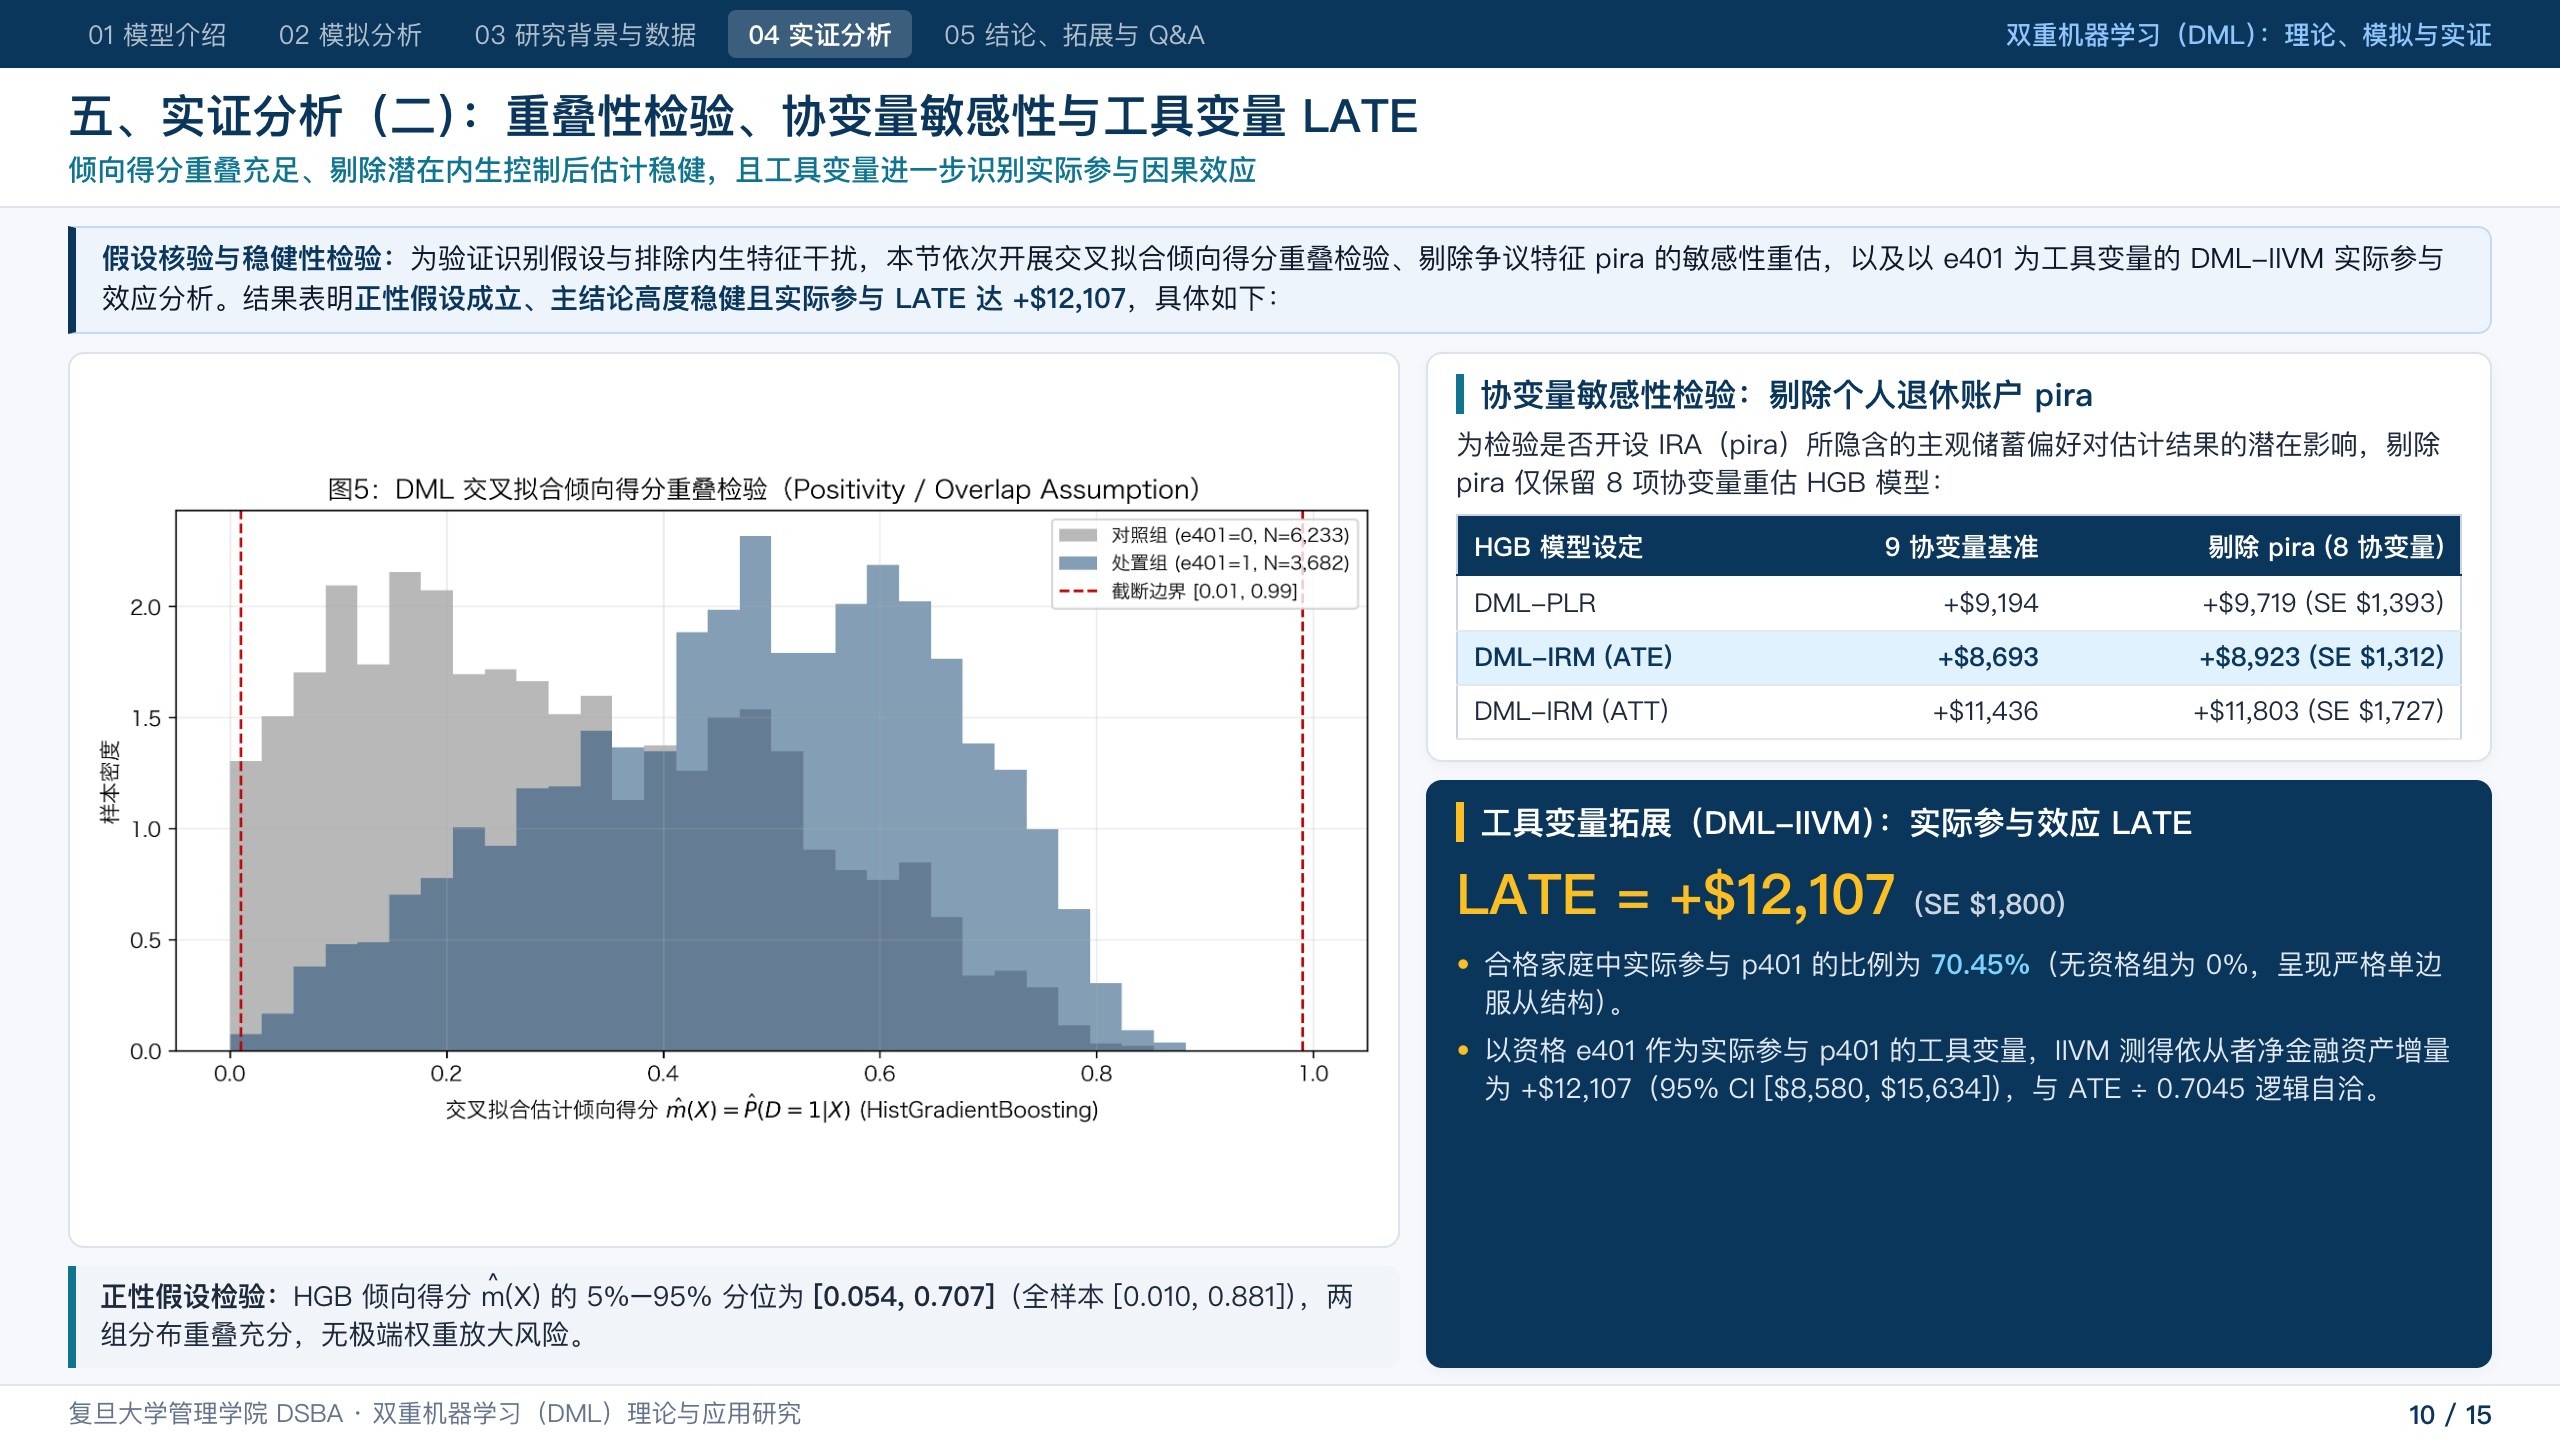 01 模型介绍
02 模拟分析
03 研究背景与数据
04 实证分析
05 结论、拓展与 Q&A
双重机器学习（DML）：理论、模拟与实证
五、实证分析（二）：重叠性检验、协变量敏感性与工具变量 LATE
倾向得分重叠充足、剔除潜在内生控制后估计稳健，且工具变量进一步识别实际参与因果效应
假设核验与稳健性检验：为验证识别假设与排除内生特征干扰，本节依次开展交叉拟合倾向得分重叠检验、剔除争议特征 pira 的敏感性重估，以及以 e401 为工具变量的 DML–IIVM 实际参与
效应分析。结果表明正性假设成立、主结论高度稳健且实际参与 LATE 达 +$12,107，具体如下：
图5：DML 交叉拟合倾向得分重叠检验（Positivity / Overlap Assumption）
对照组 (e401=0, N=6,233)
处置组 (e401=1, N=3,682)
截断边界 [0.01, 0.99]
样本密度
2.0
1.5
1.0
0.5
0.0
0.0 0.2 0.4 0.6 0.8 1.0
交叉拟合估计倾向得分 m̂(X) = P̂(D = 1|X) (HistGradientBoosting)
正性假设检验：HGB 倾向得分 m̂(X) 的 5%—95% 分位为 [0.054, 0.707]（全样本 [0.010, 0.881]），两
组分布重叠充分，无极端权重放大风险。
协变量敏感性检验：剔除个人退休账户 pira
为检验是否开设 IRA（pira）所隐含的主观储蓄偏好对估计结果的潜在影响，剔除
pira 仅保留 8 项协变量重估 HGB 模型：
HGB 模型设定 9 协变量基准 剔除 pira (8 协变量)
DML–PLR +$9,194 +$9,719 (SE $1,393)
DML–IRM (ATE) +$8,693 +$8,923 (SE $1,312)
DML–IRM (ATT) +$11,436 +$11,803 (SE $1,727)
工具变量拓展（DML–IIVM）：实际参与效应 LATE
LATE = +$12,107 (SE $1,800)
• 合格家庭中实际参与 p401 的比例为 70.45%（无资格组为 0%，呈现严格单边
服从结构）。
• 以资格 e401 作为实际参与 p401 的工具变量，IIVM 测得依从者净金融资产增量
为 +$12,107（95% CI [$8,580, $15,634]），与 ATE ÷ 0.7045 逻辑自洽。
复旦大学管理学院 DSBA · 双重机器学习（DML）理论与应用研究
10 / 15